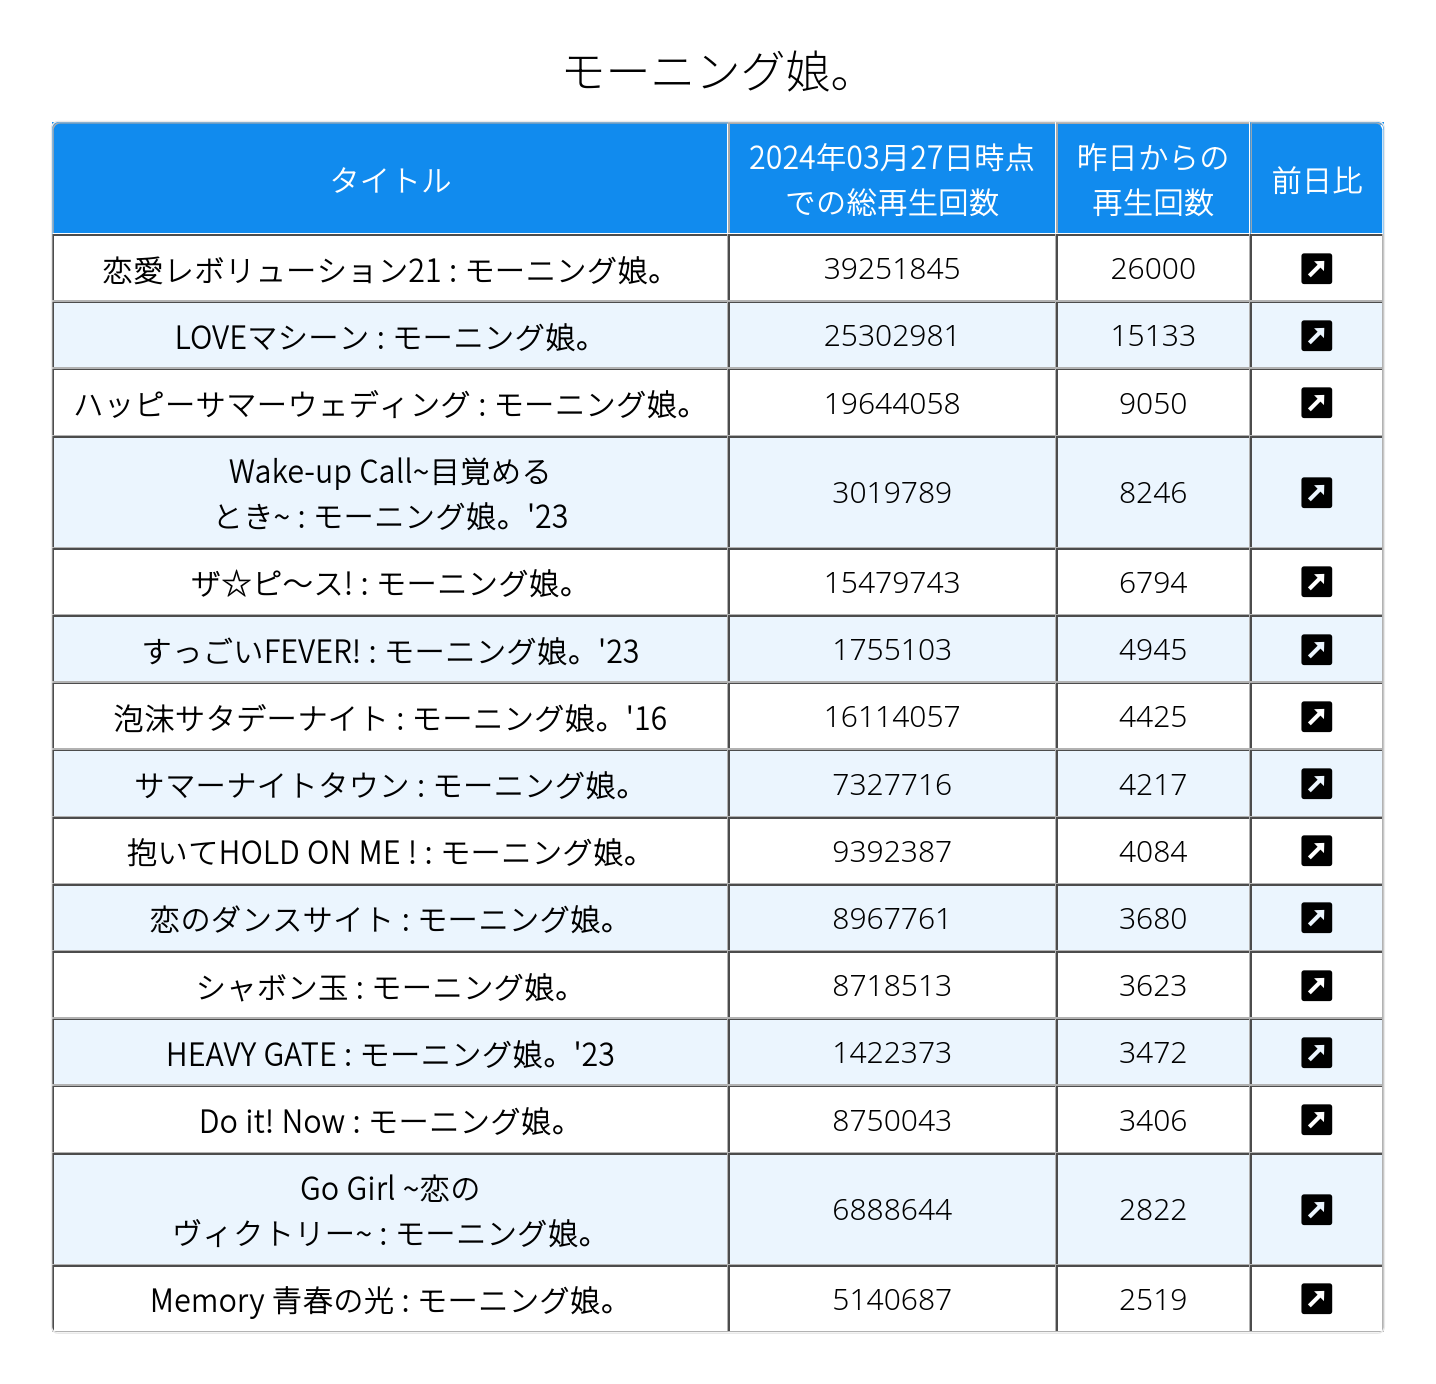 モーニング娘。
タイトル
2024年03月27日時点
での総再生回数
昨日からの
再生回数
前日比
恋愛レボリューション21 : モーニング娘。
39251845
26000
LOVEマシーン : モーニング娘。
25302981
15133
ハッピーサマーウェディング : モーニング娘。
19644058
9050
Wake-up Call~目覚める
とき~ : モーニング娘。'23
3019789
8246
ザ☆ピ〜ス! : モーニング娘。
15479743
6794
すっごいFEVER! : モーニング娘。'23
1755103
4945
泡沫サタデーナイト : モーニング娘。'16
16114057
4425
サマーナイトタウン : モーニング娘。
7327716
4217
抱いてHOLD ON ME ! : モーニング娘。
9392387
4084
恋のダンスサイト : モーニング娘。
8967761
3680
シャボン玉 : モーニング娘。
8718513
3623
HEAVY GATE : モーニング娘。'23
1422373
3472
Do it! Now : モーニング娘。
8750043
3406
Go Girl ~恋の
ヴィクトリー~ : モーニング娘。
6888644
2822
Memory 青春の光 : モーニング娘。
5140687
2519